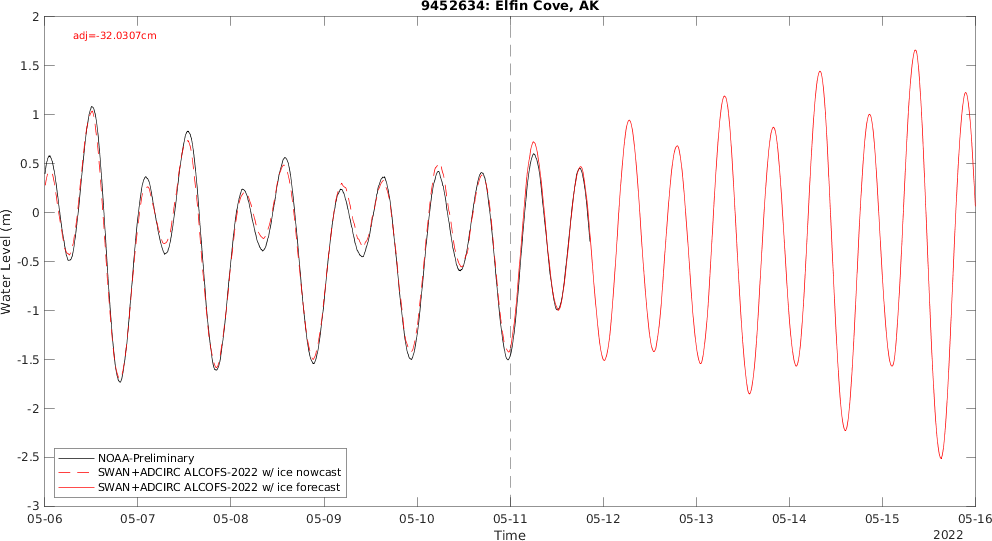 9452634: Elfin Cove, AK
adj=-32.0307cm
2
1.5
1
0.5
0
-0.5
-1
-1.5
-2
-2.5
-3
Water Level (m)
NOAA-Preliminary
SWAN+ADCIRC ALCOFS-2022 w/ ice nowcast
SWAN+ADCIRC ALCOFS-2022 w/ ice forecast
05-06 05-07 05-08 05-09 05-10 05-11 05-12 05-13 05-14 05-15 05-16
Time
2022